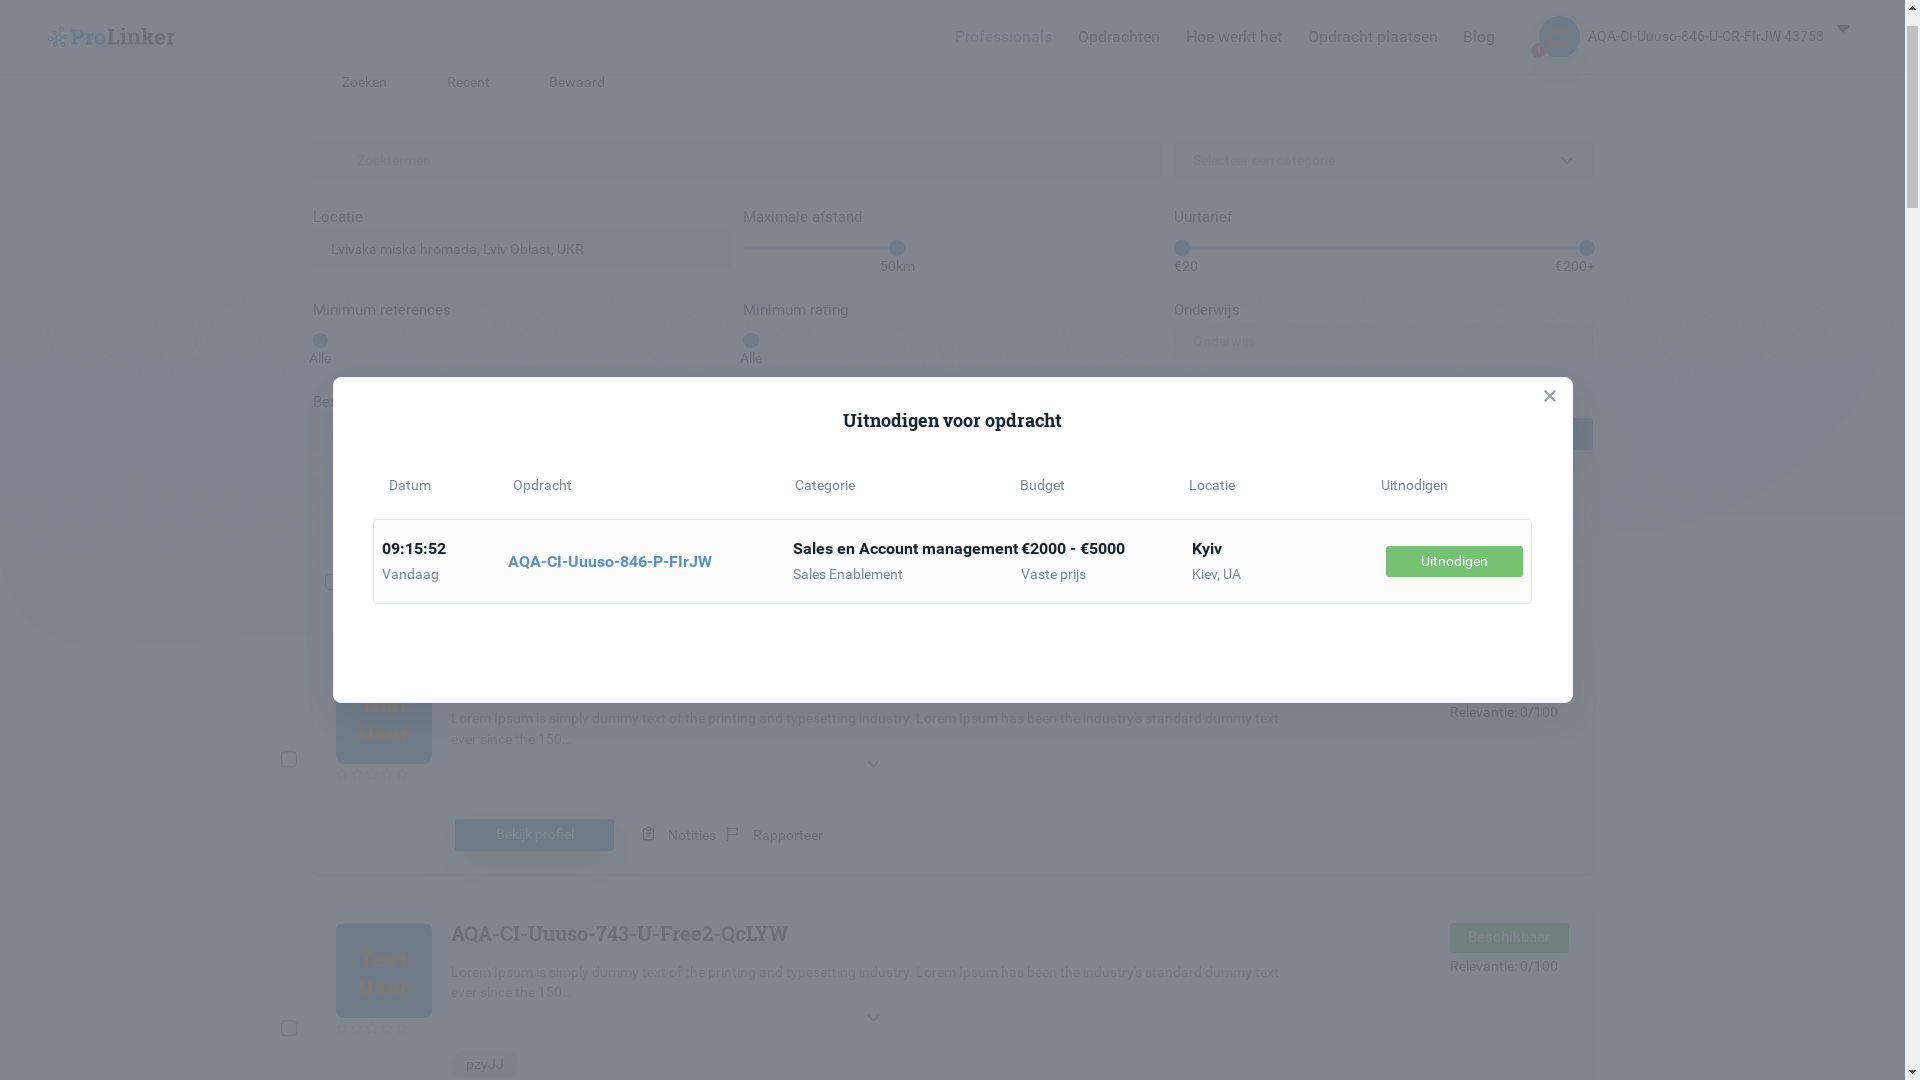 ProLinker
Professionals Opdrachten Hoe werkt het Opdracht plaatsen Blog AQA-CI-Uuuso-846-U-CR-FIrJW 43758
Zoeken Recent Bewaard
Zoektermen Selecteer een categorie
Locatie Maximale afstand Uurtarief
Lvivska miska hromada, Lviv Oblast, UKR
50km €20 €200+
Minimum references Minimum rating Onderwijs
Onderwijs
Alle Alle
Uitnodigen voor opdracht
Datum Opdracht Categorie Budget Locatie Uitnodigen
09:15:52 AQA-CI-Uuuso-846-P-FIrJW Sales en Account management €2000 - €5000 Kyiv Uitnodigen
Vandaag Sales Enablement Vaste prijs Kiev, UA
Relevantie: 0/100
Lorem Ipsum is simply dummy text of the printing and typesetting industry. Lorem Ipsum has been the industry's standard dummy text
ever since the 150...
Bekijk profiel Notities Rapporteer
AQA-CI-Uuuso-743-U-Free2-QcLYW Beschikbaar
Test
User
Relevantie: 0/100
Lorem Ipsum is simply dummy text of the printing and typesetting industry. Lorem Ipsum has been the industry's standard dummy text
ever since the 150...
pzyJJ